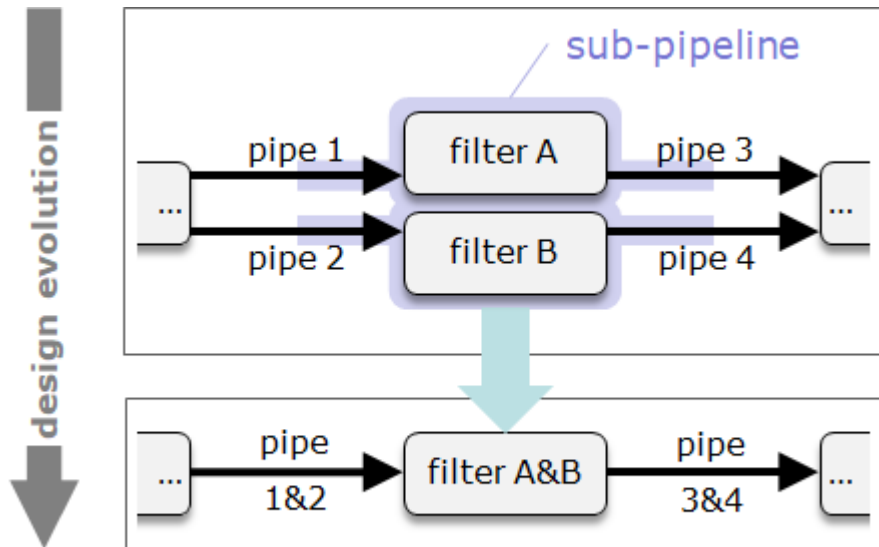 design evolution
sub-pipeline
pipe 1
filter A
pipe 3
...
...
pipe 2
filter B
pipe 4
...
pipe
1&2
filter A&B
pipe
3&4
...